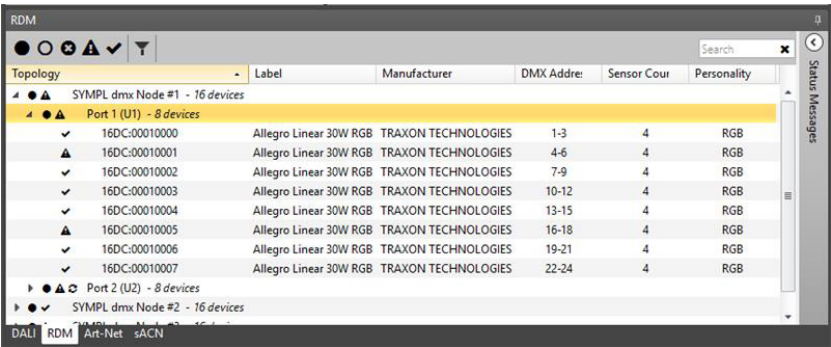 RDM
Search
Topology Label Manufacturer DMX Addre: Sensor Cour Personality
Status Messages
SYMPL dmx Node #1 - 16 devices
Port 1 (U1) - 8 devices
16DC:00010000 Allegro Linear 30W RGB TRAXON TECHNOLOGIES 1-3 4 RGB
16DC:00010001 Allegro Linear 30W RGB TRAXON TECHNOLOGIES 4-6 4 RGB
16DC:00010002 Allegro Linear 30W RGB TRAXON TECHNOLOGIES 7-9 4 RGB
16DC:00010003 Allegro Linear 30W RGB TRAXON TECHNOLOGIES 10-12 4 RGB
16DC:00010004 Allegro Linear 30W RGB TRAXON TECHNOLOGIES 13-15 4 RGB
16DC:00010005 Allegro Linear 30W RGB TRAXON TECHNOLOGIES 16-18 4 RGB
16DC:00010006 Allegro Linear 30W RGB TRAXON TECHNOLOGIES 19-21 4 RGB
16DC:00010007 Allegro Linear 30W RGB TRAXON TECHNOLOGIES 22-24 4 RGB
Port 2 (U2) - 8 devices
SYMPL dmx Node #2 - 16 devices
DALI RDM Art-Net sACN